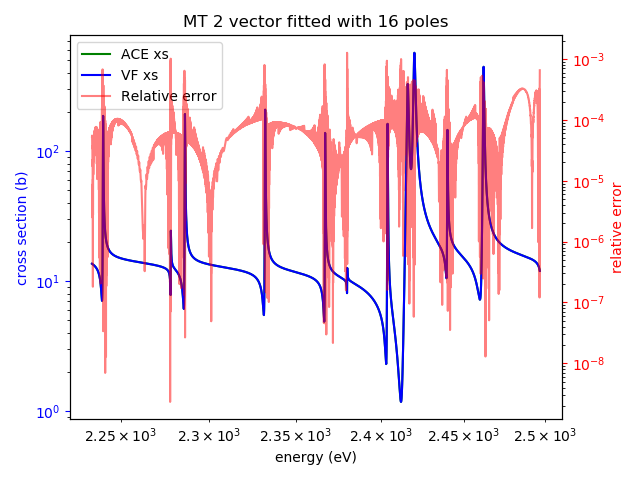 MT 2 vector fitted with 16 poles
ACE xs
VF xs
Relative error
cross section (b)
10²
10¹
10⁰
10⁻³
10⁻⁴
10⁻⁵
10⁻⁶
10⁻⁷
10⁻⁸
relative error
2.25 × 10³ 2.3 × 10³ 2.35 × 10³ 2.4 × 10³ 2.45 × 10³ 2.5 × 10³
energy (eV)